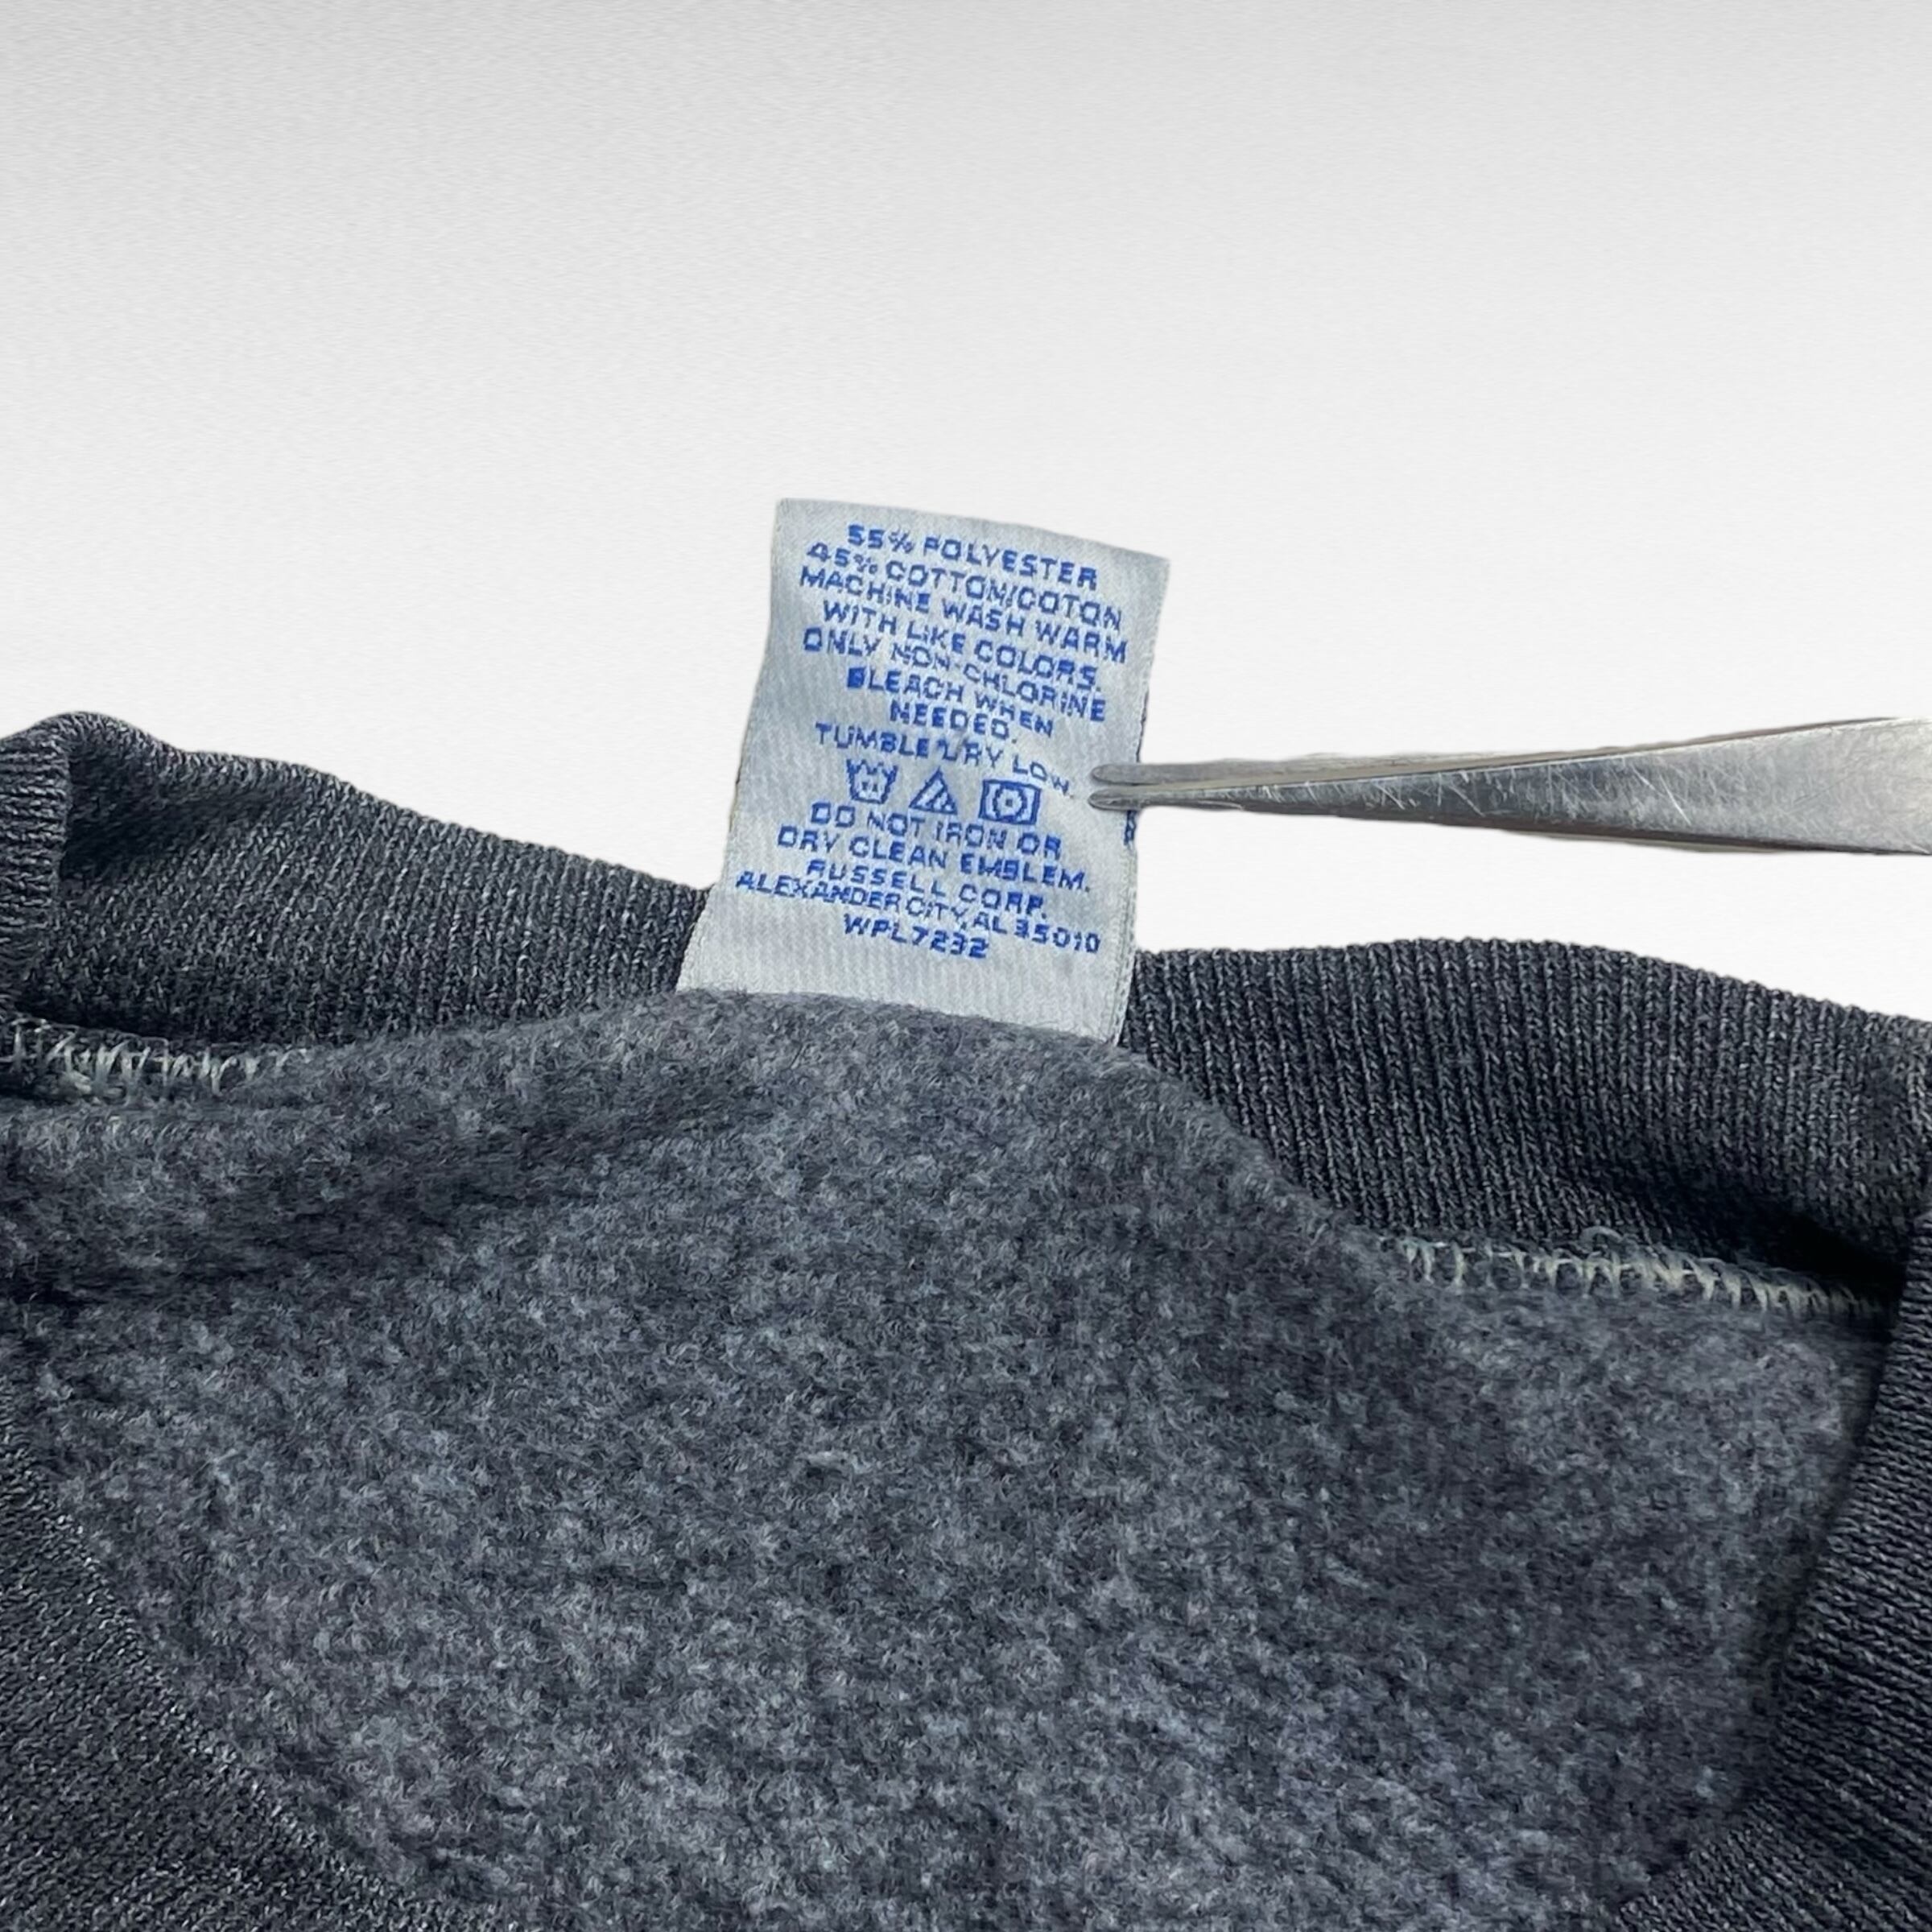 55% POLYESTER
45% COTTON/COTON
MACHINE WASH WARM
WITH LIKE COLORS.
ONLY NON-CHLORINE
BLEACH WHEN
NEEDED.
TUMBLE DRY LOW.
DO NOT IRON OR
DRY CLEAN EMBLEM.
RUSSELL CORP.
ALEXANDER CITY, AL 35010
WPL7232